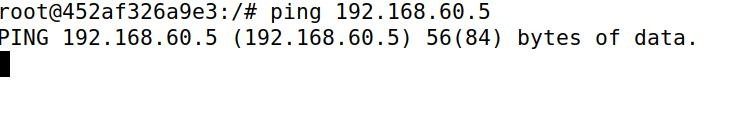 root@452af326a9e3:/# ping 192.168.60.5
PING 192.168.60.5 (192.168.60.5) 56(84) bytes of data.